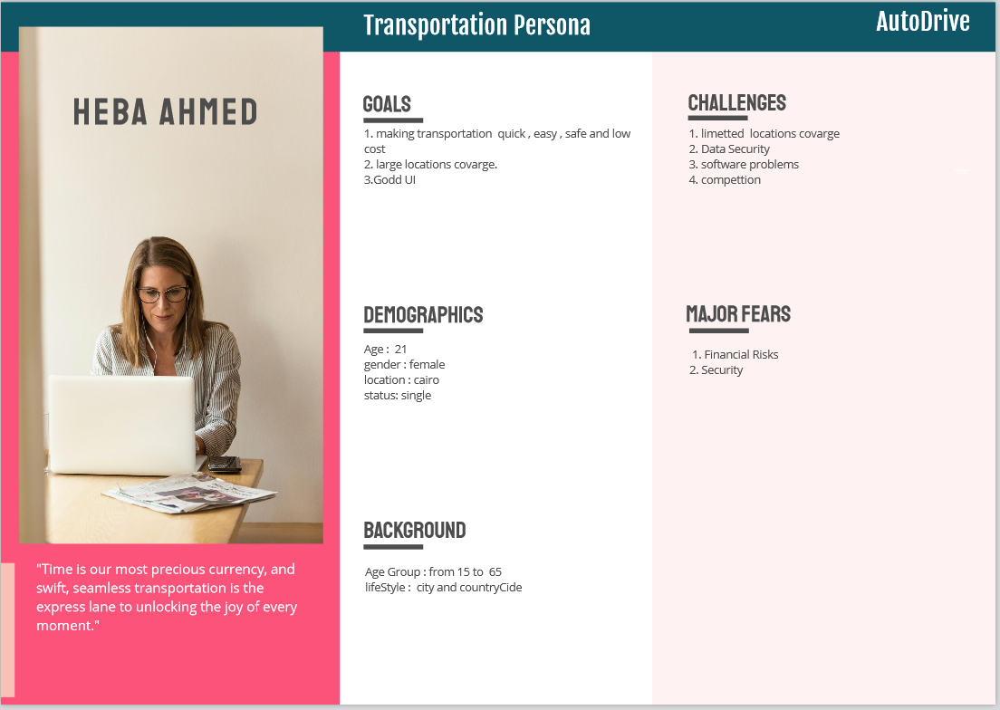 Transportation Persona
AutoDrive
HEBA AHMED
"Time is our most precious currency, and
swift, seamless transportation is the
express lane to unlocking the joy of every
moment."
GOALS
1. making transportation  quick , easy , safe and low
cost
2. large locations covarge.
3.Godd UI
DEMOGRAPHICS
Age :  21
gender : female
location : cairo
status: single
BACKGROUND
Age Group : from 15 to  65
lifeStyle :  city and countryCide
CHALLENGES
1. limetted  locations covarge
2. Data Security
3. software problems
4. compettion
MAJOR FEARS
1. Financial Risks
2. Security